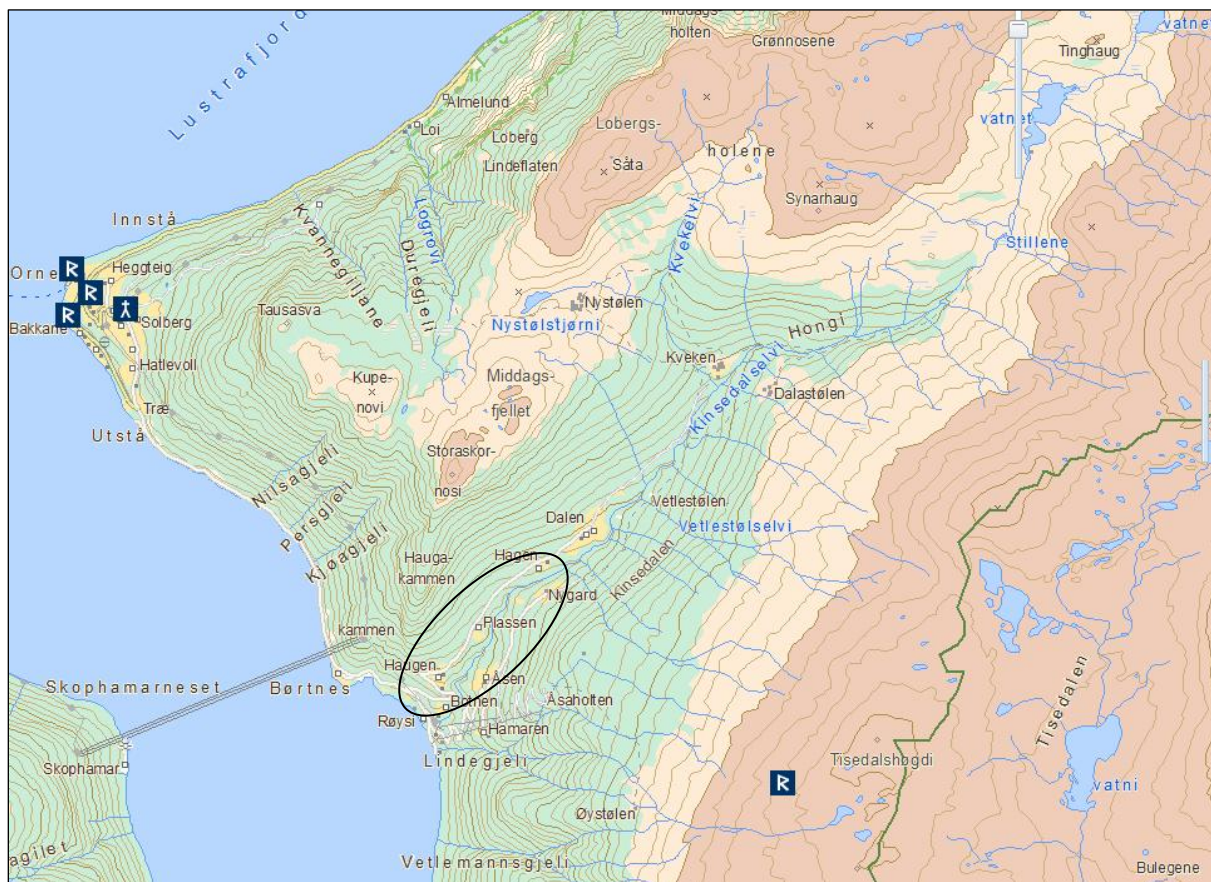 Lustrafjord
Middags-
holten
Grønnosene
vatnet
Tinghaug
Almelund
Loi
Loberg
Lindeflaten
Lobergs-
holene
Såta
vatnet
Synarhaug
Innstå
Kvannegiljane
Logrovi
Duregjeli
Kvekelvi
Stillene
Orne
R
R
R
Heggteig
Bakkane
Solberg
Tausasva
Nystølen
Nystølstjørni
Hongi
Hatlevoll
Kupe-
novi
Middags-
fjellet
Kveken
Dalastølen
Kinsedalselvi
Træ
Utstå
Storaskor-
nosi
Nilsagjeli
Persgjeli
Kjøagjeli
Vetlestølen
Dalen
Vetlestølselvi
Hauga-
kammen
Hagen
Kinsedalen
Nygard
kammen
Plassen
Haugen
Skophamarneset
Børtnes
Åsen
Bothen
Åsaholten
Røysi
Hamaren
Lindegjeli
Tisedalen
Tisedalshøgdi
Skophamar
R
vatni
Øystølen
agilet
Vetlemannsgjeli
Bulegene